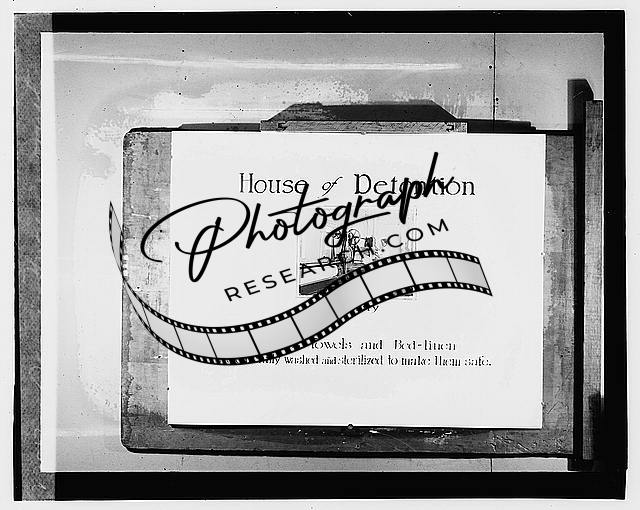 House of Detention
Photograph
RESEARCH.COM
Towels and Bed-linen
washed and sterilized to make them safe.